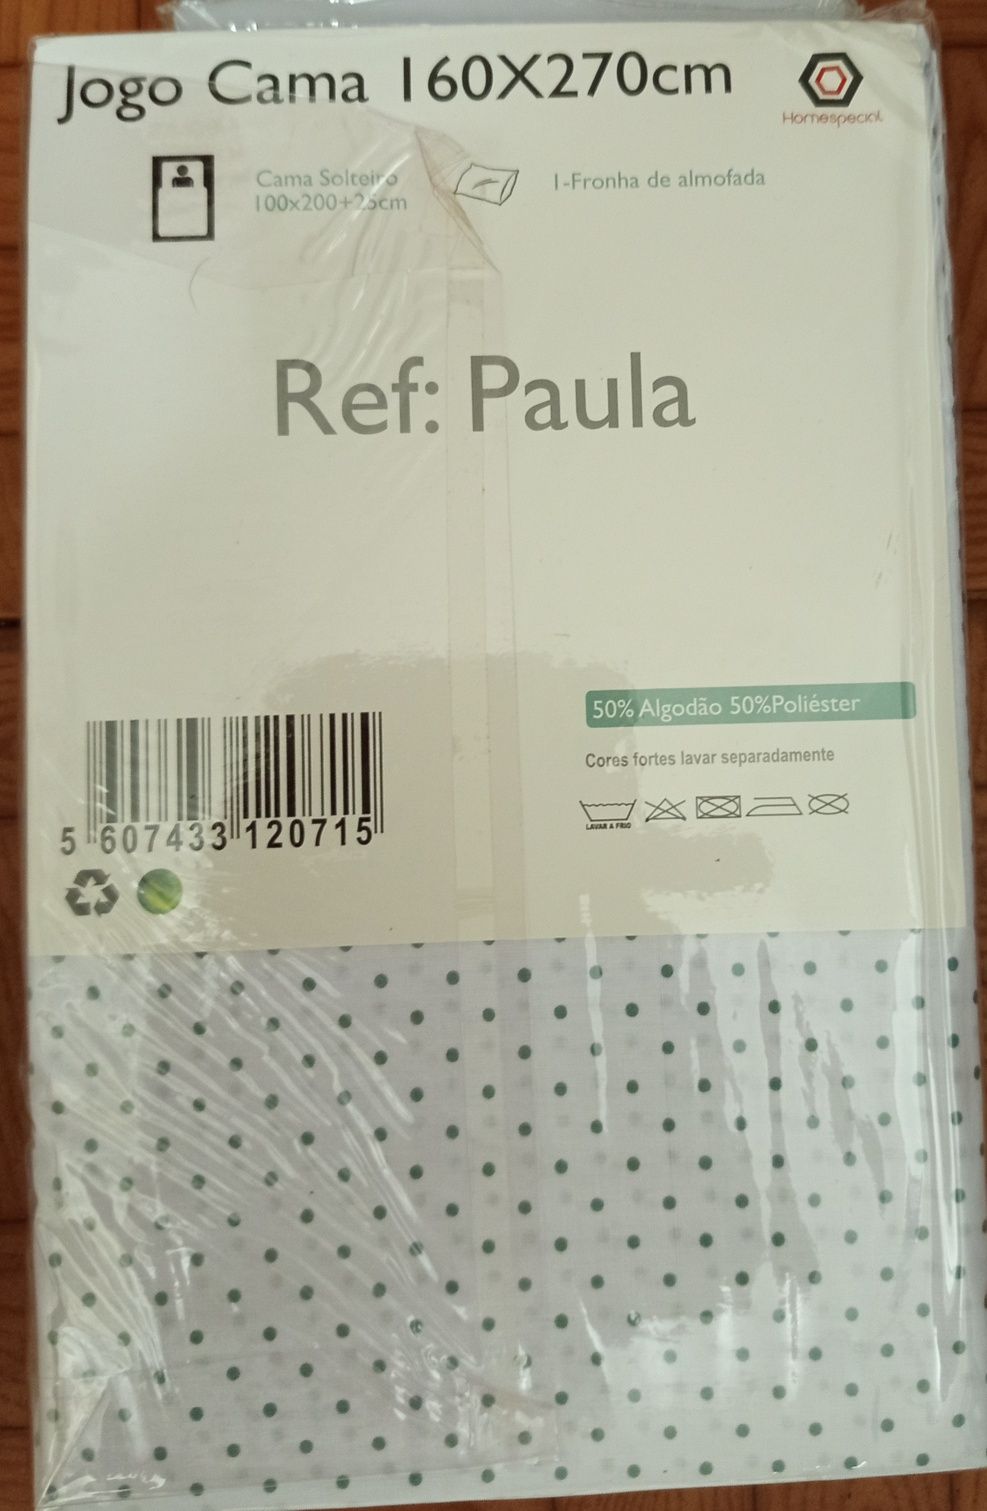 Jogo Cama 160X270cm
Homespecial
Cama Solteiro
100x200+25cm
1-Fronha de almofada
Ref: Paula
50% Algodão 50%Poliéster
Cores fortes lavar separadamente
LAVAR A FRIO
5 607433 120715